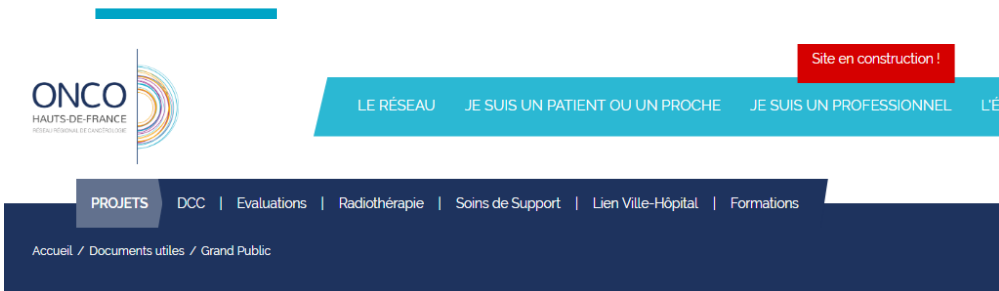 Site en construction !
ONCO
HAUTS-DE-FRANCE
RÉSEAU RÉGIONAL DE CANCÉROLOGIE
LE RÉSEAU JE SUIS UN PATIENT OU UN PROCHE JE SUIS UN PROFESSIONNEL L'É
PROJETS DCC | Evaluations | Radiothérapie | Soins de Support | Lien Ville-Hôpital | Formations
Accueil / Documents utiles / Grand Public